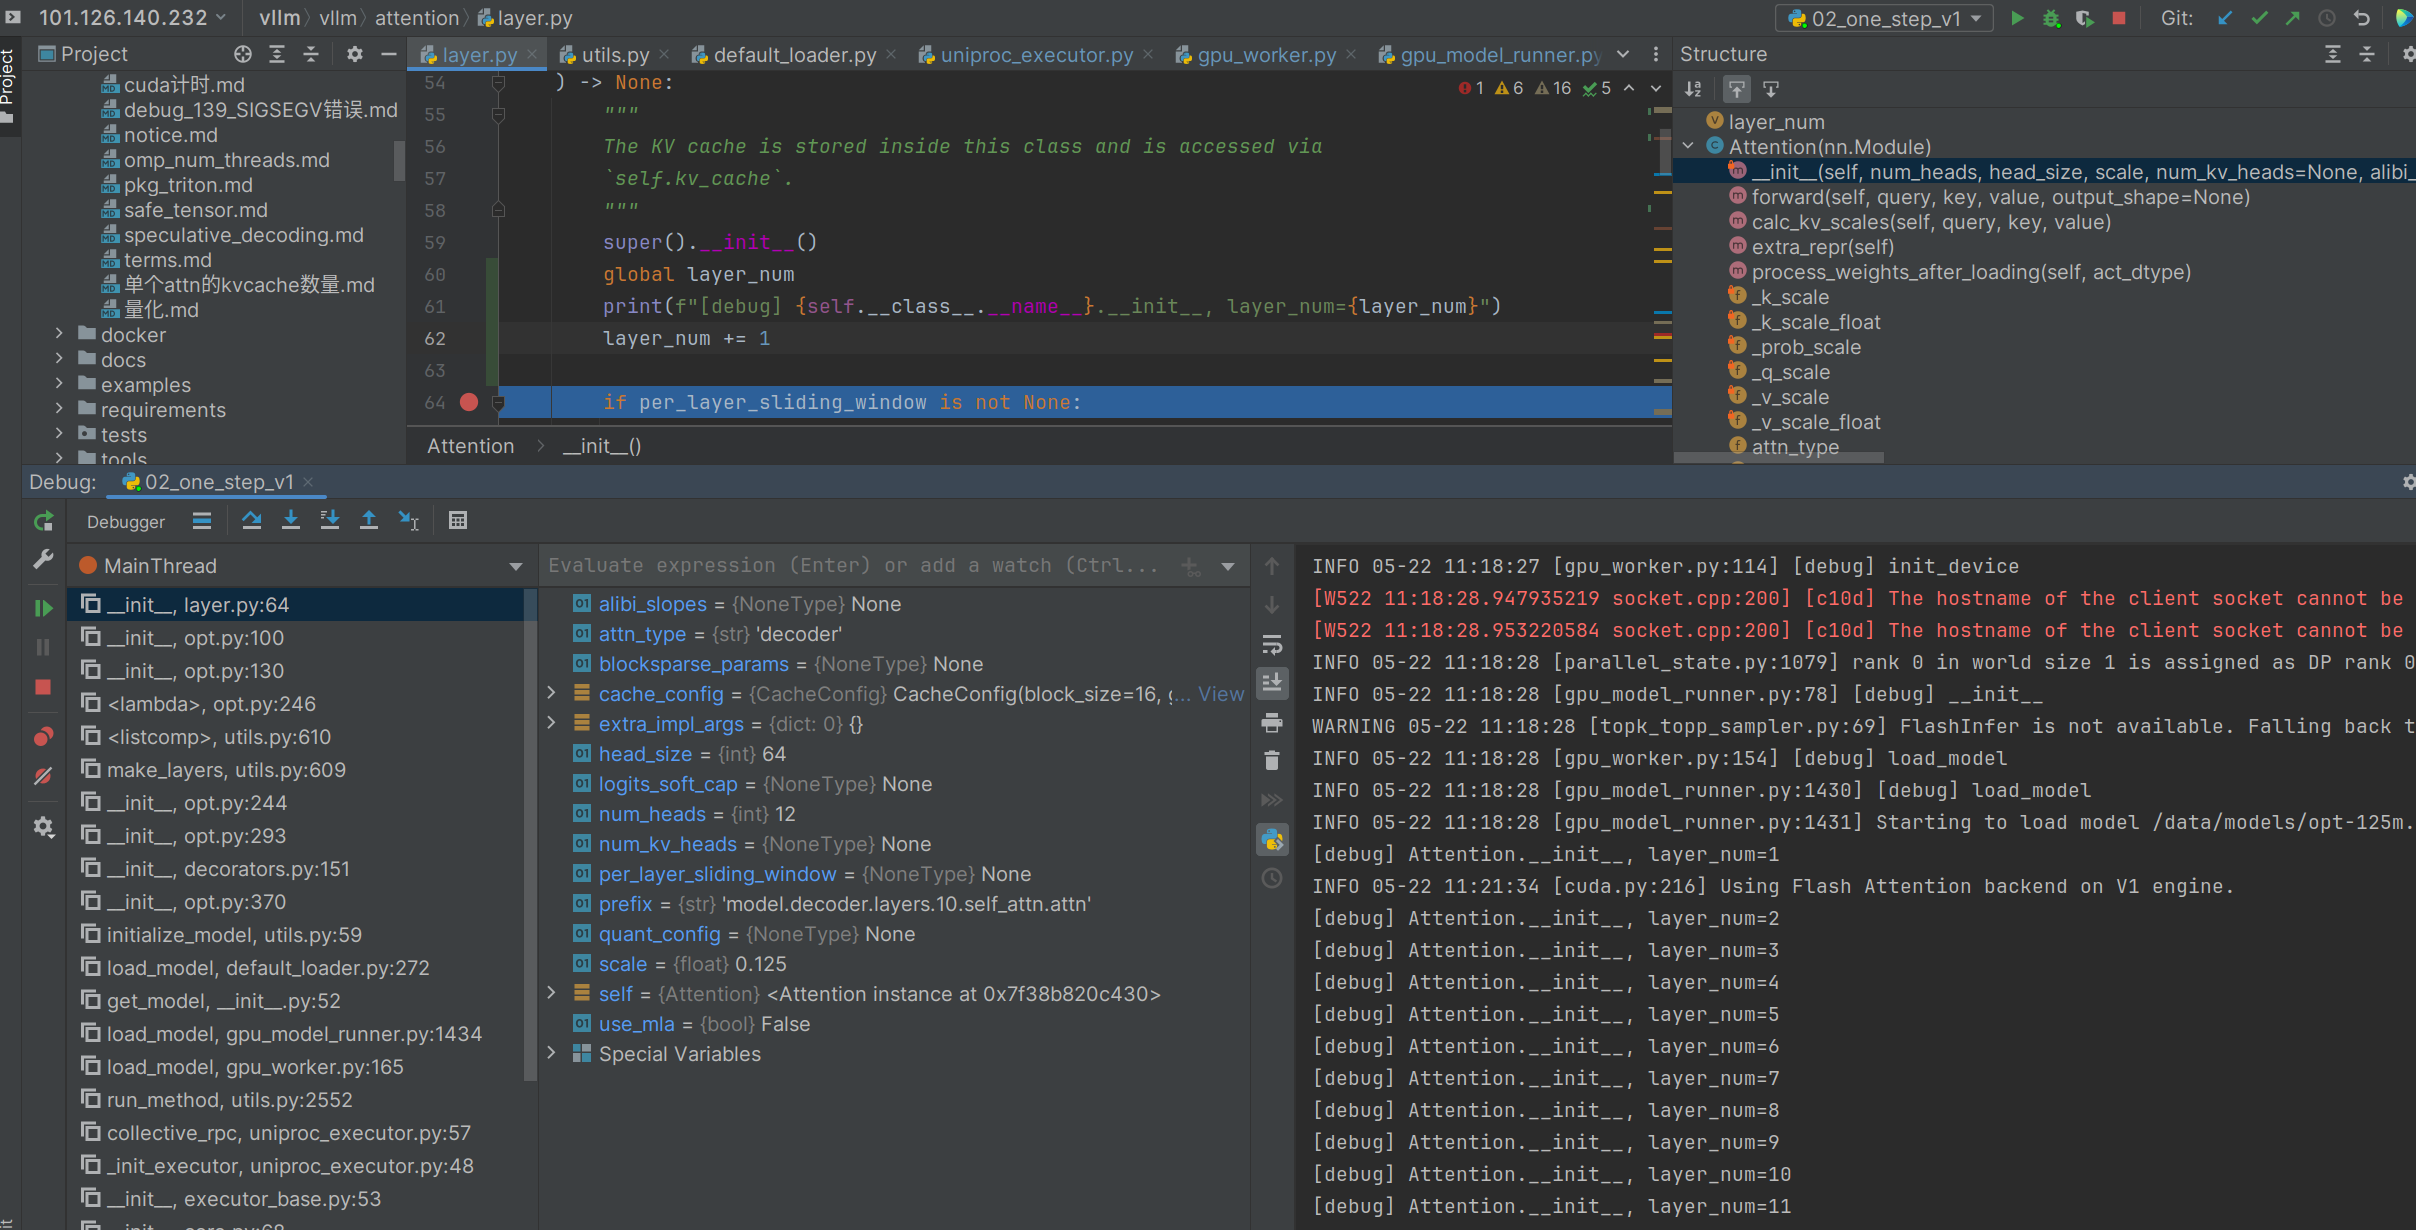 101.126.140.232
vllm vllm attention layer.py
02_one_step_v1
Git:
Project
Project
cuda计时.md
debug_139_SIGSEGV错误.md
notice.md
omp_num_threads.md
pkg_triton.md
safe_tensor.md
speculative_decoding.md
terms.md
单个attn的kvcache数量.md
量化.md
docker
docs
examples
requirements
tests
tools
layer.py
utils.py
default_loader.py
uniproc_executor.py
gpu_worker.py
gpu_model_runner.py
1 6 16 5
54 ) -> None:
55 """
56 The KV cache is stored inside this class and is accessed via
57 `self.kv_cache`.
58 """
59 super().__init__()
60 global layer_num
61 print(f"[debug] {self.__class__.__name__}.__init__, layer_num={layer_num}")
62 layer_num += 1
63
64 if per_layer_sliding_window is not None:
Attention __init__()
Structure
layer_num
Attention(nn.Module)
__init__(self, num_heads, head_size, scale, num_kv_heads=None, alibi_
forward(self, query, key, value, output_shape=None)
calc_kv_scales(self, query, key, value)
extra_repr(self)
process_weights_after_loading(self, act_dtype)
_k_scale
_k_scale_float
_prob_scale
_q_scale
_v_scale
_v_scale_float
attn_type
Debug: 02_one_step_v1
Debugger
MainThread
__init__, layer.py:64
__init__, opt.py:100
__init__, opt.py:130
<lambda>, opt.py:246
<listcomp>, utils.py:610
make_layers, utils.py:609
__init__, opt.py:244
__init__, opt.py:293
__init__, decorators.py:151
__init__, opt.py:370
initialize_model, utils.py:59
load_model, default_loader.py:272
get_model, __init__.py:52
load_model, gpu_model_runner.py:1434
load_model, gpu_worker.py:165
run_method, utils.py:2552
collective_rpc, uniproc_executor.py:57
_init_executor, uniproc_executor.py:48
__init__, executor_base.py:53
__init__, core.py:68
Evaluate expression (Enter) or add a watch (Ctrl...
alibi_slopes = {NoneType} None
attn_type = {str} 'decoder'
blocksparse_params = {NoneType} None
cache_config = {CacheConfig} CacheConfig(block_size=16, g... View
extra_impl_args = {dict: 0} {}
head_size = {int} 64
logits_soft_cap = {NoneType} None
num_heads = {int} 12
num_kv_heads = {NoneType} None
per_layer_sliding_window = {NoneType} None
prefix = {str} 'model.decoder.layers.10.self_attn.attn'
quant_config = {NoneType} None
scale = {float} 0.125
self = {Attention} <Attention instance at 0x7f38b820c430>
use_mla = {bool} False
Special Variables
INFO 05-22 11:18:27 [gpu_worker.py:114] [debug] init_device
[W522 11:18:28.947935219 socket.cpp:200] [c10d] The hostname of the client socket cannot be
[W522 11:18:28.953220584 socket.cpp:200] [c10d] The hostname of the client socket cannot be
INFO 05-22 11:18:28 [parallel_state.py:1079] rank 0 in world size 1 is assigned as DP rank 0
INFO 05-22 11:18:28 [gpu_model_runner.py:78] [debug] __init__
WARNING 05-22 11:18:28 [topk_topp_sampler.py:69] FlashInfer is not available. Falling back t
INFO 05-22 11:18:28 [gpu_worker.py:154] [debug] load_model
INFO 05-22 11:18:28 [gpu_model_runner.py:1430] [debug] load_model
INFO 05-22 11:18:28 [gpu_model_runner.py:1431] Starting to load model /data/models/opt-125m.
[debug] Attention.__init__, layer_num=1
INFO 05-22 11:21:34 [cuda.py:216] Using Flash Attention backend on V1 engine.
[debug] Attention.__init__, layer_num=2
[debug] Attention.__init__, layer_num=3
[debug] Attention.__init__, layer_num=4
[debug] Attention.__init__, layer_num=5
[debug] Attention.__init__, layer_num=6
[debug] Attention.__init__, layer_num=7
[debug] Attention.__init__, layer_num=8
[debug] Attention.__init__, layer_num=9
[debug] Attention.__init__, layer_num=10
[debug] Attention.__init__, layer_num=11